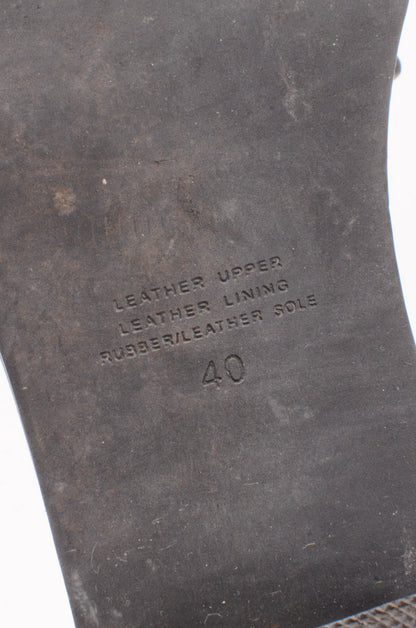 LEATHER UPPER
LEATHER LINING
RUBBER/LEATHER SOLE
40